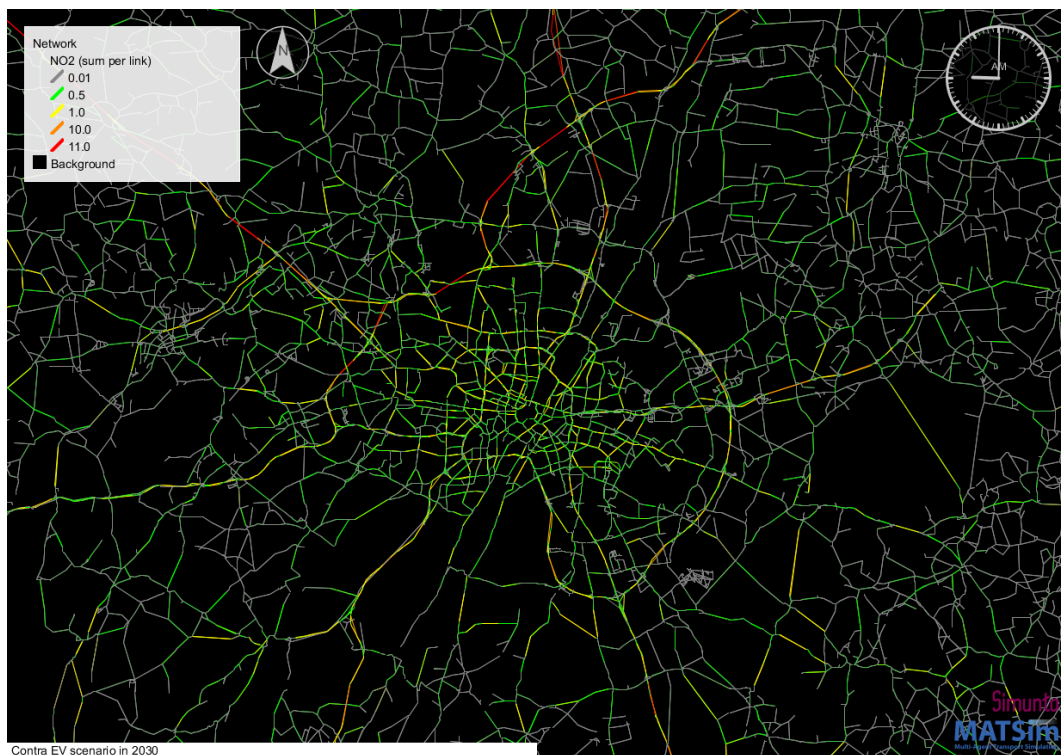 Network
NO2 (sum per link)
0.01
0.5
1.0
10.0
11.0
Background
N
AM
Simunto
MATSim
Multi-Agent Transport Simulation
Contra EV scenario in 2030